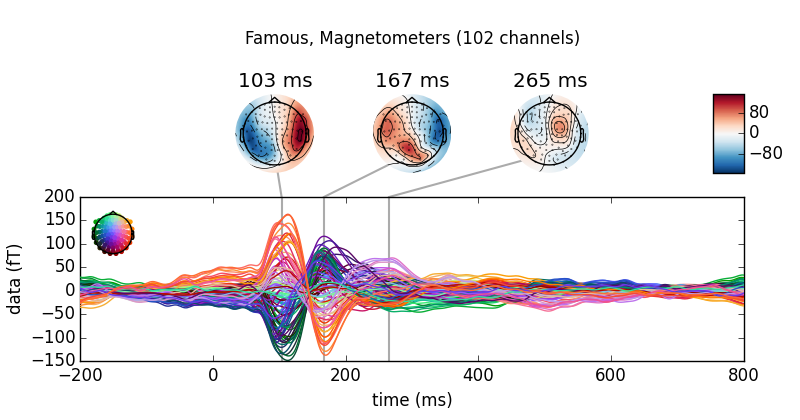 Famous, Magnetometers (102 channels)
103 ms 167 ms 265 ms
80
0
−80
200
150
100
50
0
−50
−100
−150
data (fT)
−200 0 200 400 600 800
time (ms)